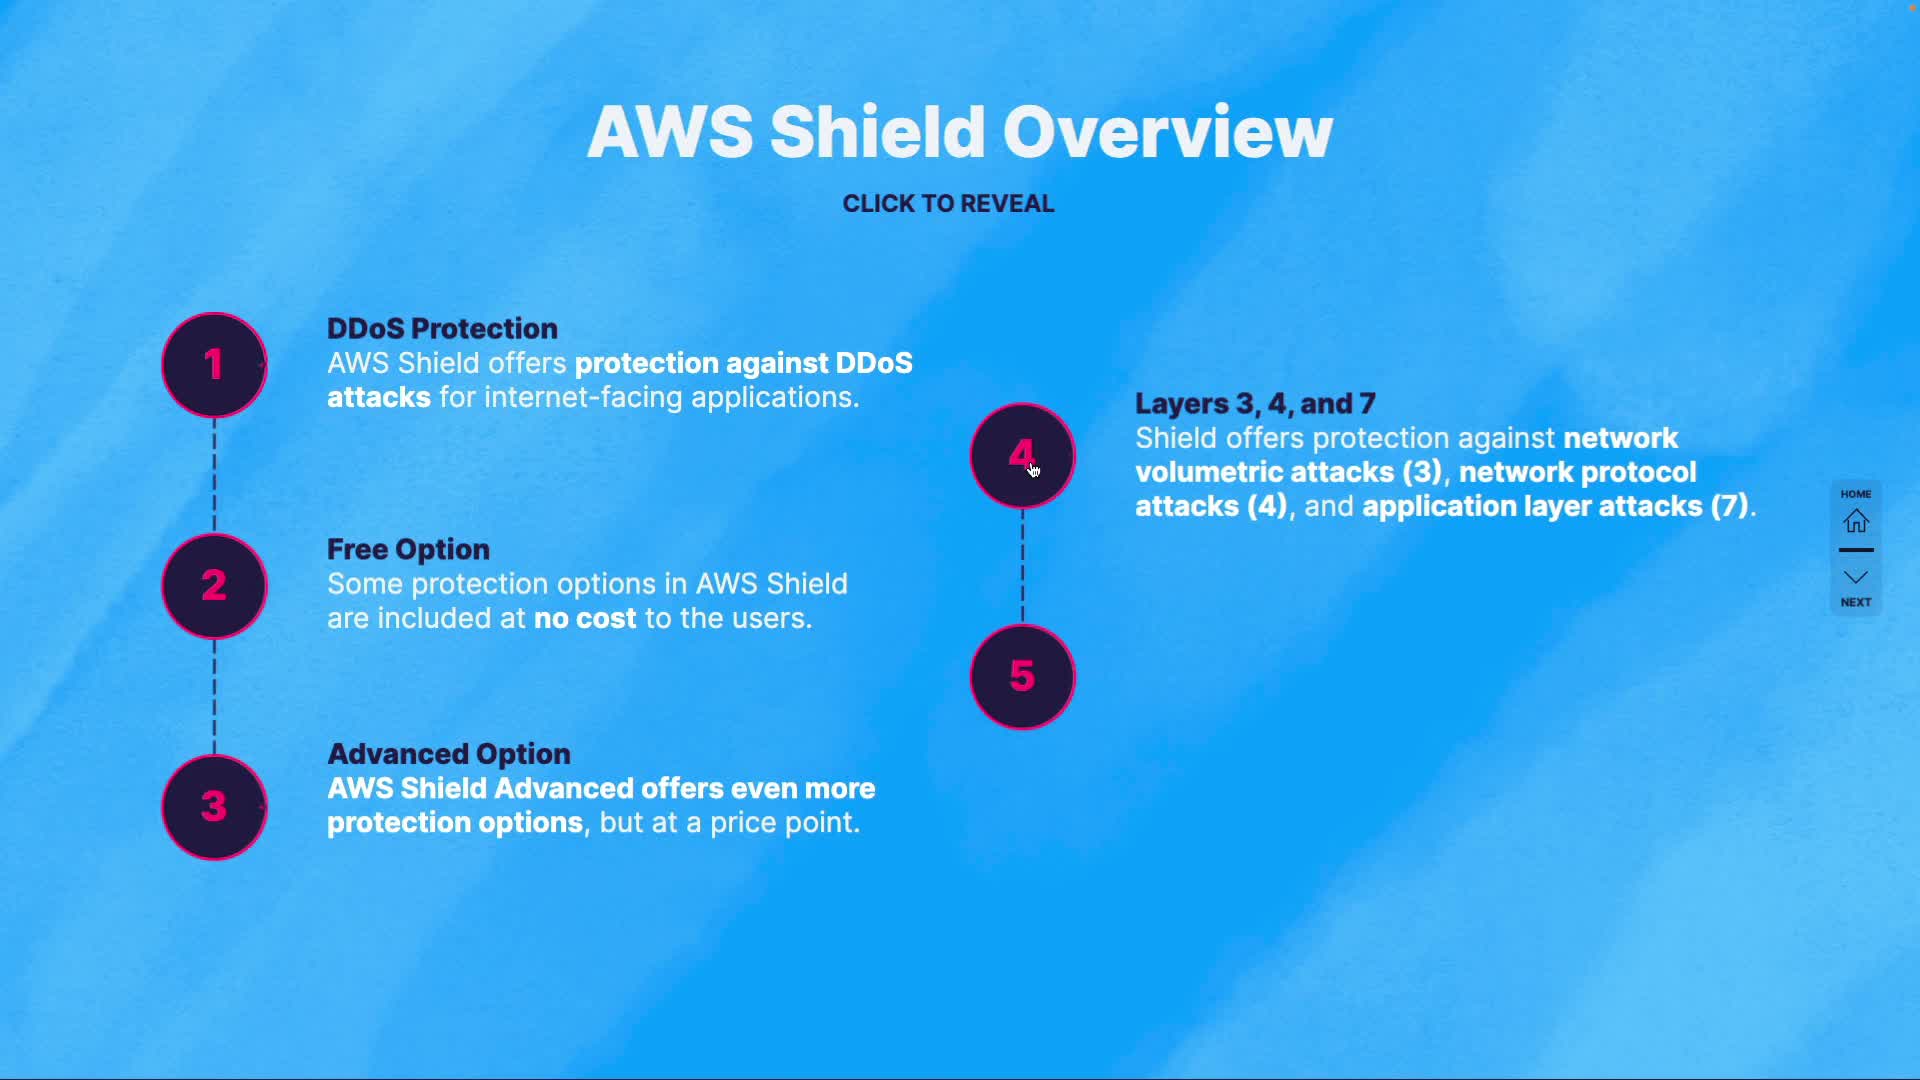 AWS Shield Overview
CLICK TO REVEAL
1
DDoS Protection
AWS Shield offers protection against DDoS
attacks for internet-facing applications.
2
Free Option
Some protection options in AWS Shield
are included at no cost to the users.
3
Advanced Option
AWS Shield Advanced offers even more
protection options, but at a price point.
4
Layers 3, 4, and 7
Shield offers protection against network
volumetric attacks (3), network protocol
attacks (4), and application layer attacks (7).
5
HOME
NEXT